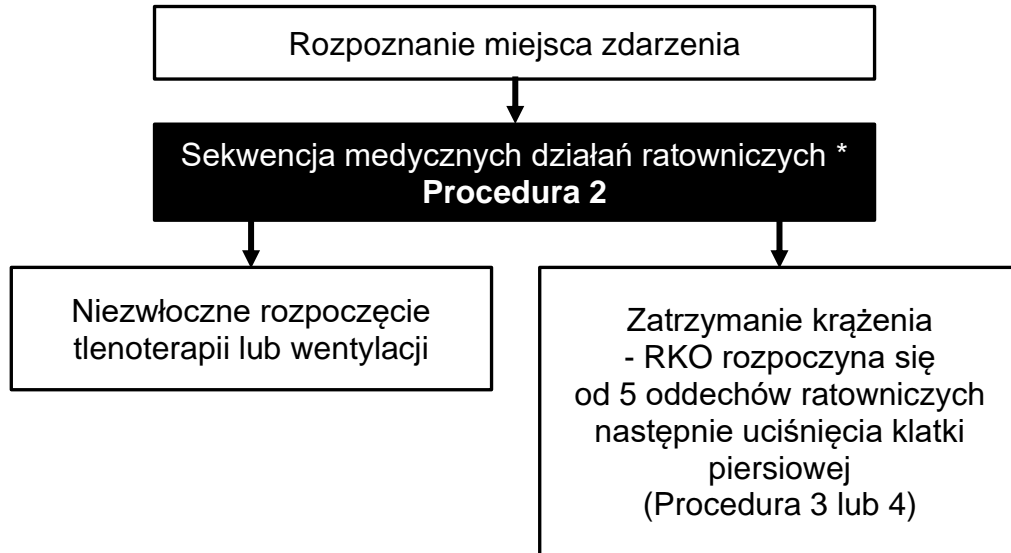 Rozpoznanie miejsca zdarzenia
Sekwencja medycznych działań ratowniczych *
Procedura 2
Niezwłoczne rozpoczęcie
tlenoterapii lub wentylacji
Zatrzymanie krążenia
- RKO rozpoczyna się
od 5 oddechów ratowniczych
następnie uciśnięcia klatki
piersiowej
(Procedura 3 lub 4)